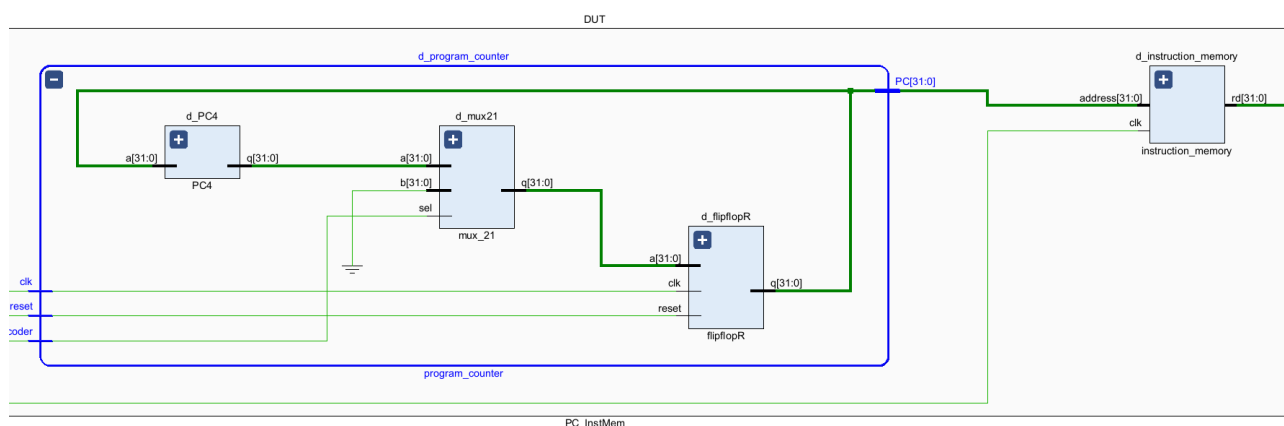 DUT
d_program_counter
PC[31:0]
d_instruction_memory
address[31:0]
rd[31:0]
clk
instruction_memory
d_PC4
a[31:0]
q[31:0]
PC4
d_mux21
a[31:0]
b[31:0]
sel
q[31:0]
mux_21
d_flipflopR
a[31:0]
clk
reset
q[31:0]
flipflopR
clk
reset
coder
program_counter
PC_InstMem